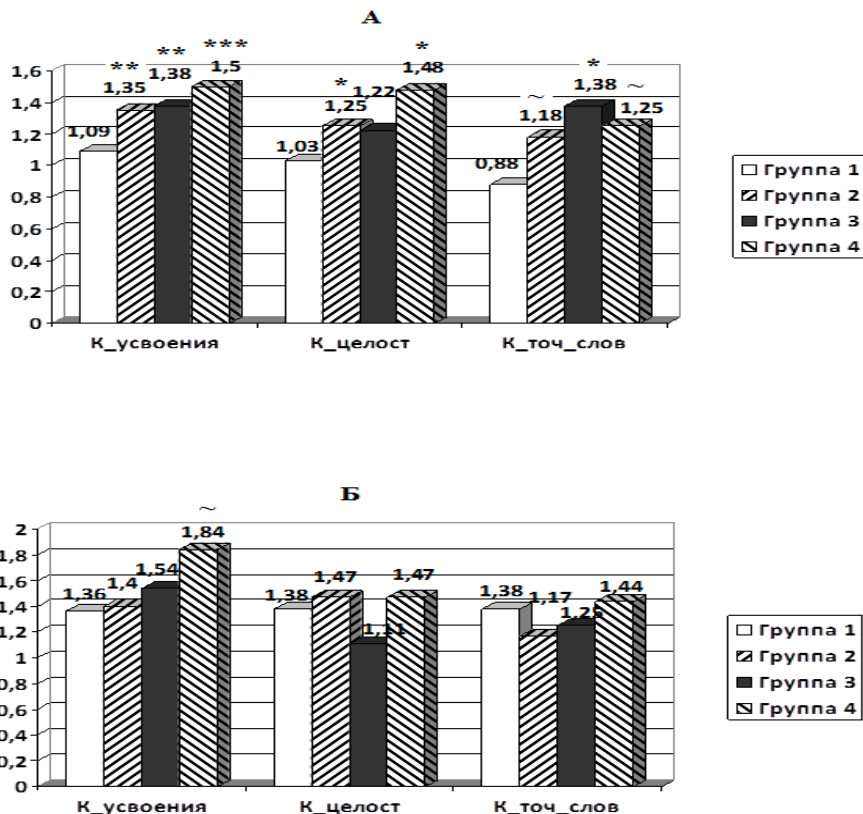 А
** ** *** * *
1,6 1,09 1,35 1,38 1,5 1,03 1,25 * 1,22 1,48 0,88 1,18 ~ 1,38 1,25 ~
1,4
1,2
1
0,8
0,6
0,4
0,2
0
К_усвоения К_целост К_точ_слов
Группа 1
Группа 2
Группа 3
Группа 4
Б
~
2 1,36 1,4 1,54 1,84 1,38 1,47 1,11 1,47 1,38 1,17 1,44
1,8
1,6
1,4
1,2
1
0,8
0,6
0,4
0,2
0
К_усвоения К_целост К_точ_слов
Группа 1
Группа 2
Группа 3
Группа 4